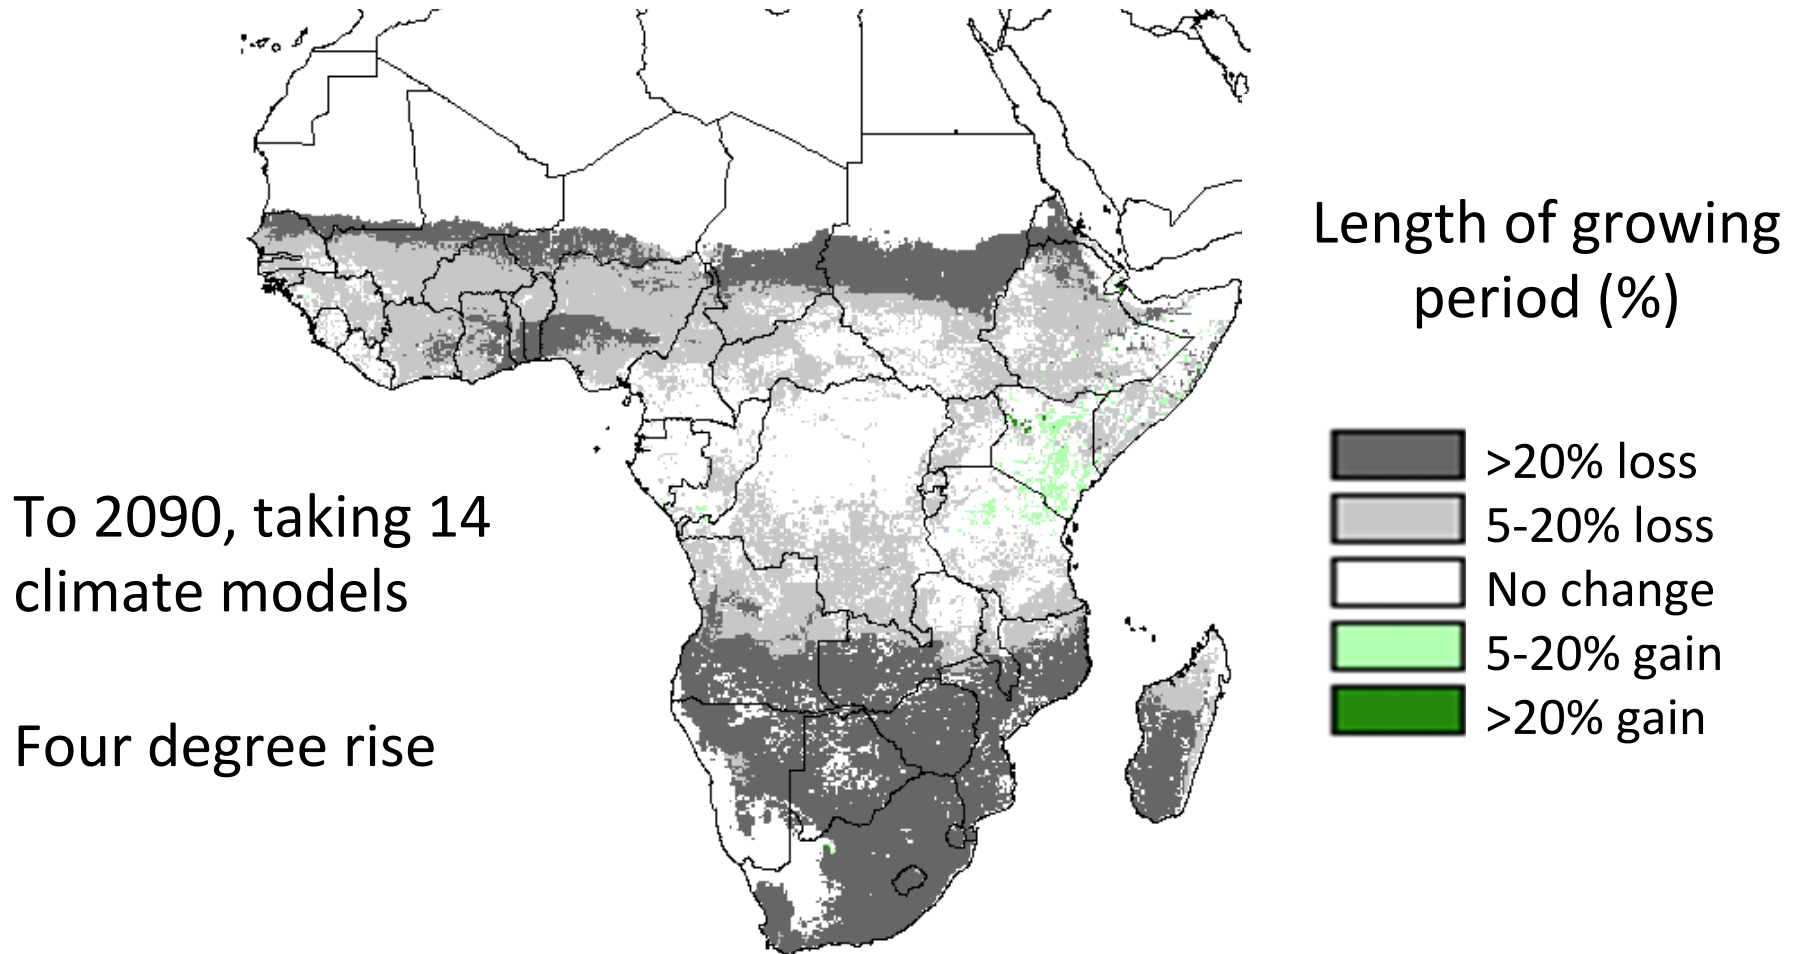 Length of growing
period (%)
>20% loss
5-20% loss
No change
5-20% gain
>20% gain
To 2090, taking 14
climate models
Four degree rise